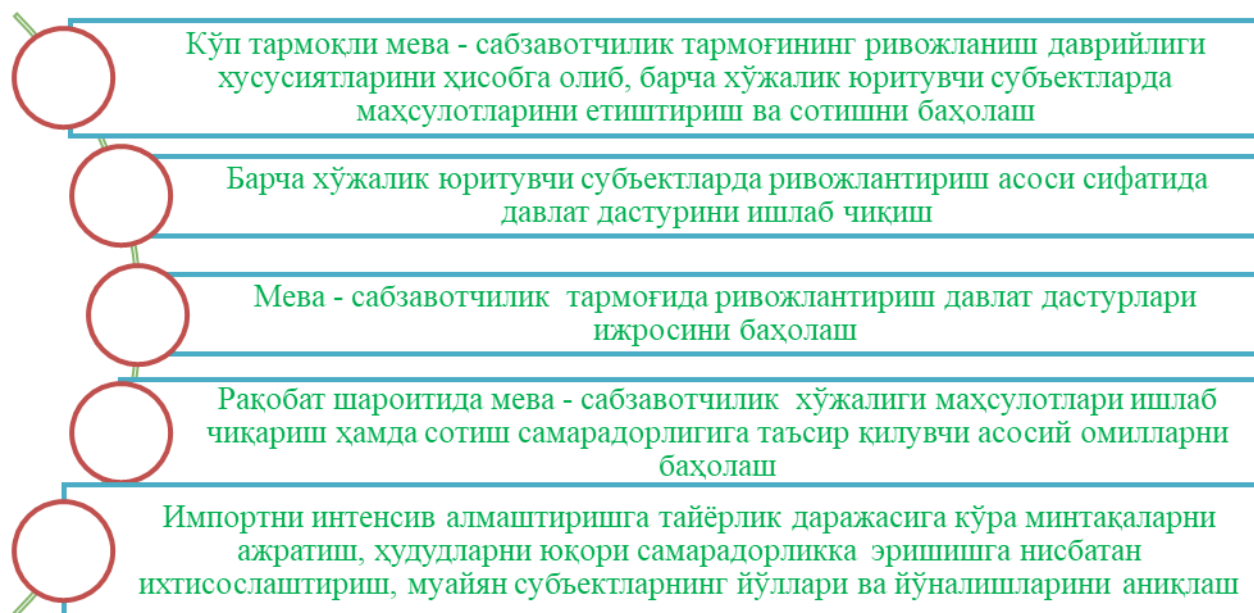 Кўп тармоқли мева - сабзавотчилик тармоғининг ривожланиш даврийлиги
хусусиятларини ҳисобга олиб, барча хўжалик юритувчи субъектларда
маҳсулотларини етиштириш ва сотишни баҳолаш
Барча хўжалик юритувчи субъектларда ривожлантириш асоси сифатида
давлат дастурини ишлаб чиқиш
Мева - сабзавотчилик тармоғида ривожлантириш давлат дастурлари
ижросини баҳолаш
Рақобат шароитида мева - сабзавотчилик хўжалиги маҳсулотлари ишлаб
чиқариш ҳамда сотиш самарадорлигига таъсир қилувчи асосий омилларни
баҳолаш
Импортни интенсив алмаштиришга тайёрлик даражасига кўра минтақаларни
ажратиш, ҳудудларни юқори самарадорликка эришишга нисбатан
ихтисослаштириш, муайян субъектларнинг йўллари ва йўналишларини аниқлаш